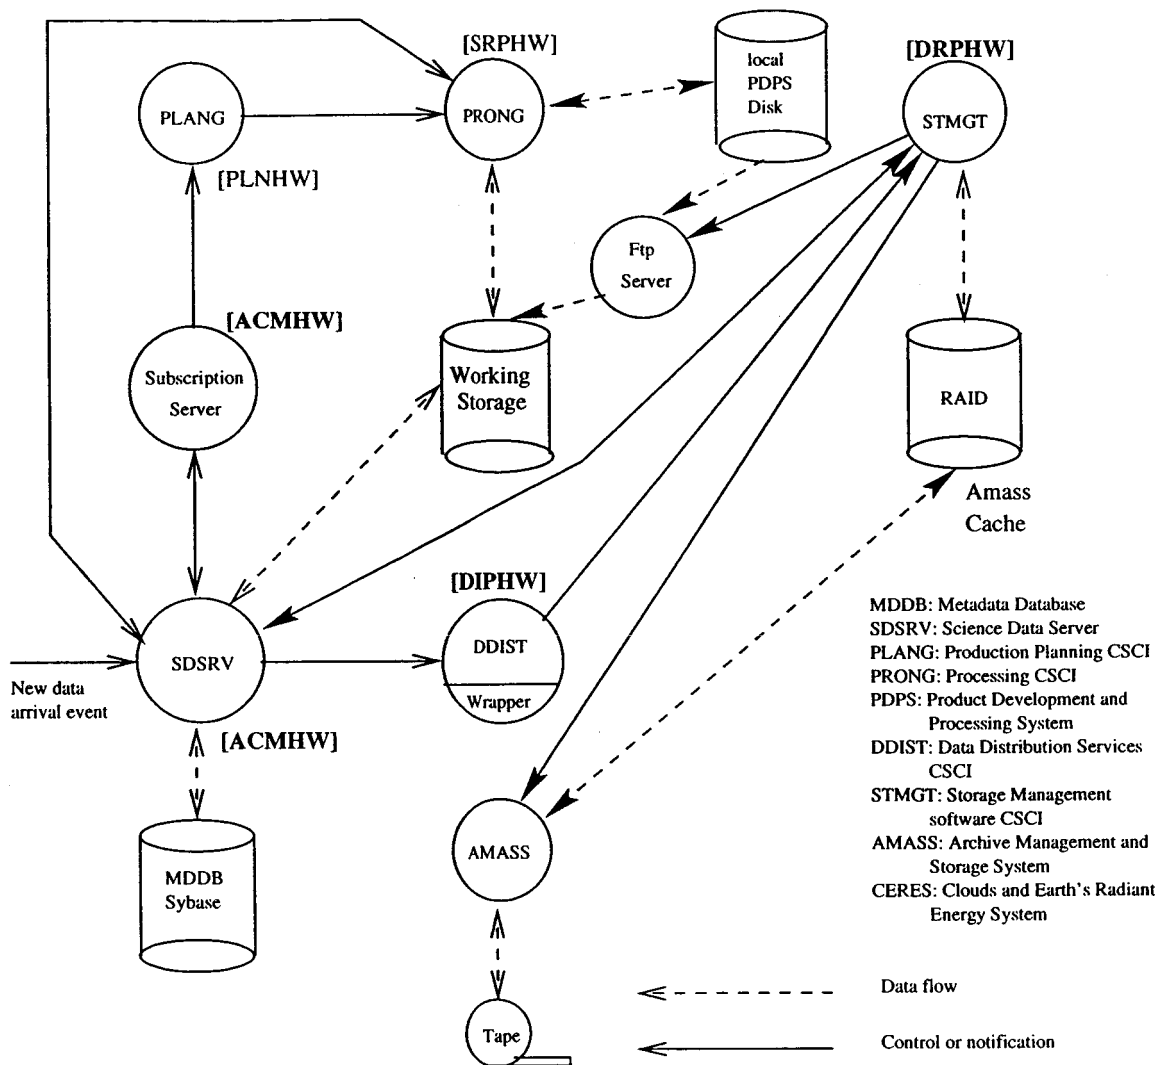 [SRPHW]
[DRPHW]
local
PDPS
Disk
PLANG
PRONG
STMGT
[PLNHW]
Ftp
Server
[ACMHW]
Subscription
Server
Working
Storage
RAID
Amass
Cache
[DIPHW]
SDSRV
DDIST
Wrapper
New data
arrival event
[ACMHW]
MDDB
Sybase
AMASS
Tape
MDDB: Metadata Database
SDSRV: Science Data Server
PLANG: Production Planning CSCI
PRONG: Processing CSCI
PDPS: Product Development and
Processing System
DDIST: Data Distribution Services
CSCI
STMGT: Storage Management
software CSCI
AMASS: Archive Management and
Storage System
CERES: Clouds and Earth's Radiant
Energy System
Data flow
Control or notification